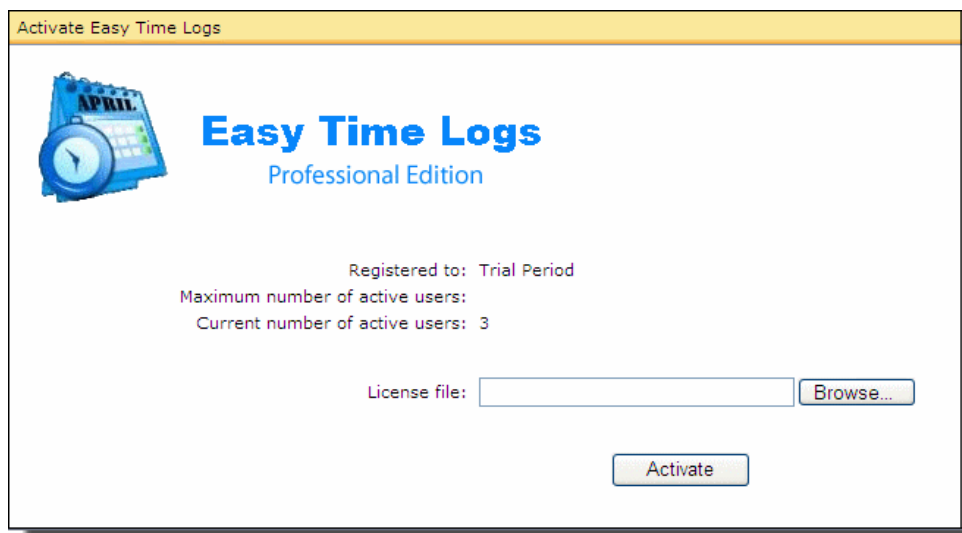 Activate Easy Time Logs
APRIL
Easy Time Logs
Professional Edition
Registered to: Trial Period
Maximum number of active users:
Current number of active users: 3
License file:
Browse...
Activate